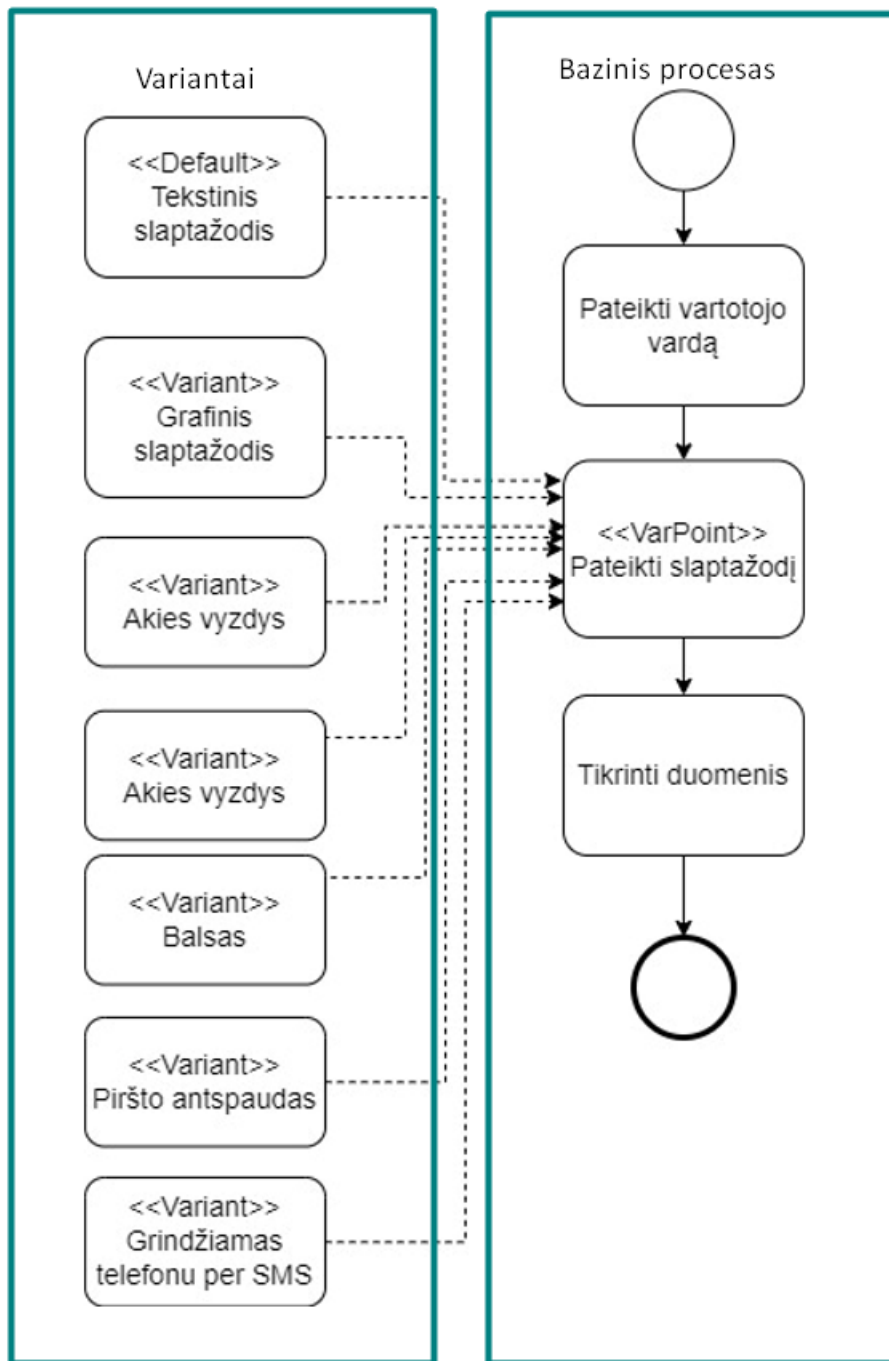 Variantai
<<Default>>
Tekstinis
slaptažodis
<<Variant>>
Grafinis
slaptažodis
<<Variant>>
Akies vyzdys
<<Variant>>
Akies vyzdys
<<Variant>>
Balsas
<<Variant>>
Piršto antspaudas
<<Variant>>
Grindžiamas
telefonu per SMS
Bazinis procesas
Pateikti vartotojo
vardą
<<VarPoint>>
Pateikti slaptažodį
Tikrinti duomenis